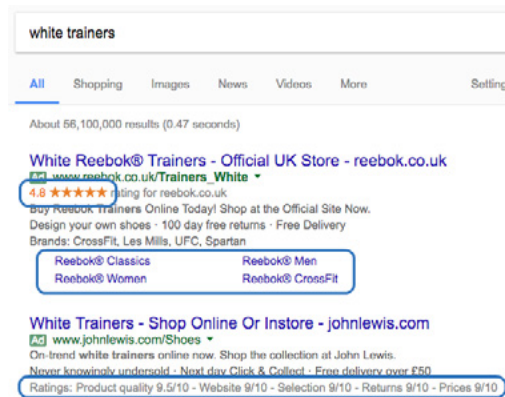 white trainers
All Shopping Images News Videos More Setting
About 56,100,000 results (0.47 seconds)
White Reebok® Trainers - Official UK Store - reebok.co.uk
Ad www.reebok.co.uk/Trainers_White
4.8 ★★★★★ rating for reebok.co.uk
Buy Reebok Trainers Online Today! Shop at the Official Site Now.
Design your own shoes · 100 day free returns · Free Delivery
Brands: CrossFit, Les Mills, UFC, Spartan
Reebok® Classics Reebok® Men
Reebok® Women Reebok® CrossFit
White Trainers - Shop Online Or Instore - johnlewis.com
Ad www.johnlewis.com/Shoes
On-trend white trainers online now. Shop the collection at John Lewis.
Never knowingly undersold · Next day Click & Collect · Free delivery over £50
Ratings: Product quality 9.5/10 - Website 9/10 - Selection 9/10 - Returns 9/10 - Prices 9/10